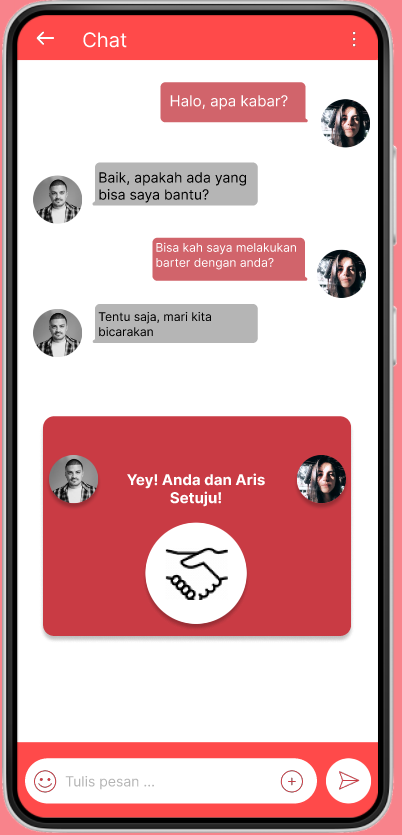 Chat
Halo, apa kabar?
Baik, apakah ada yang
bisa saya bantu?
Bisa kah saya melakukan
barter dengan anda?
Tentu saja, mari kita
bicarakan
Yey! Anda dan Aris
Setuju!
Tulis pesan ...